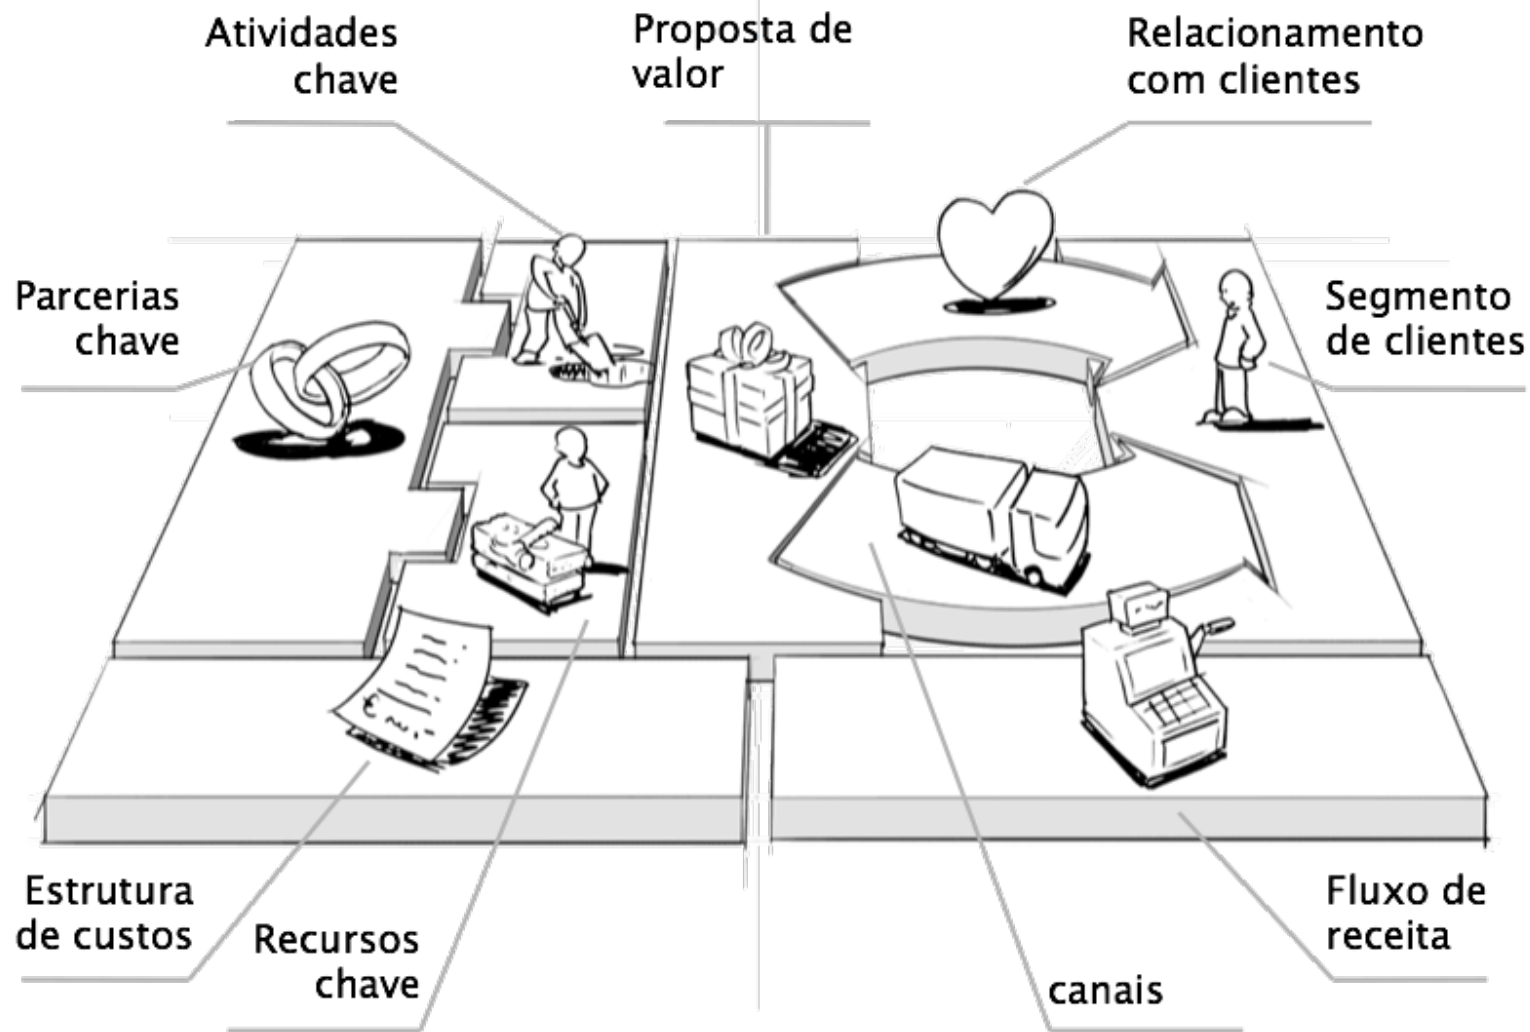 Atividades
chave
Proposta de
valor
Relacionamento
com clientes
Parcerias
chave
Segmento
de clientes
Estrutura
de custos
Recursos
chave
canais
Fluxo de
receita